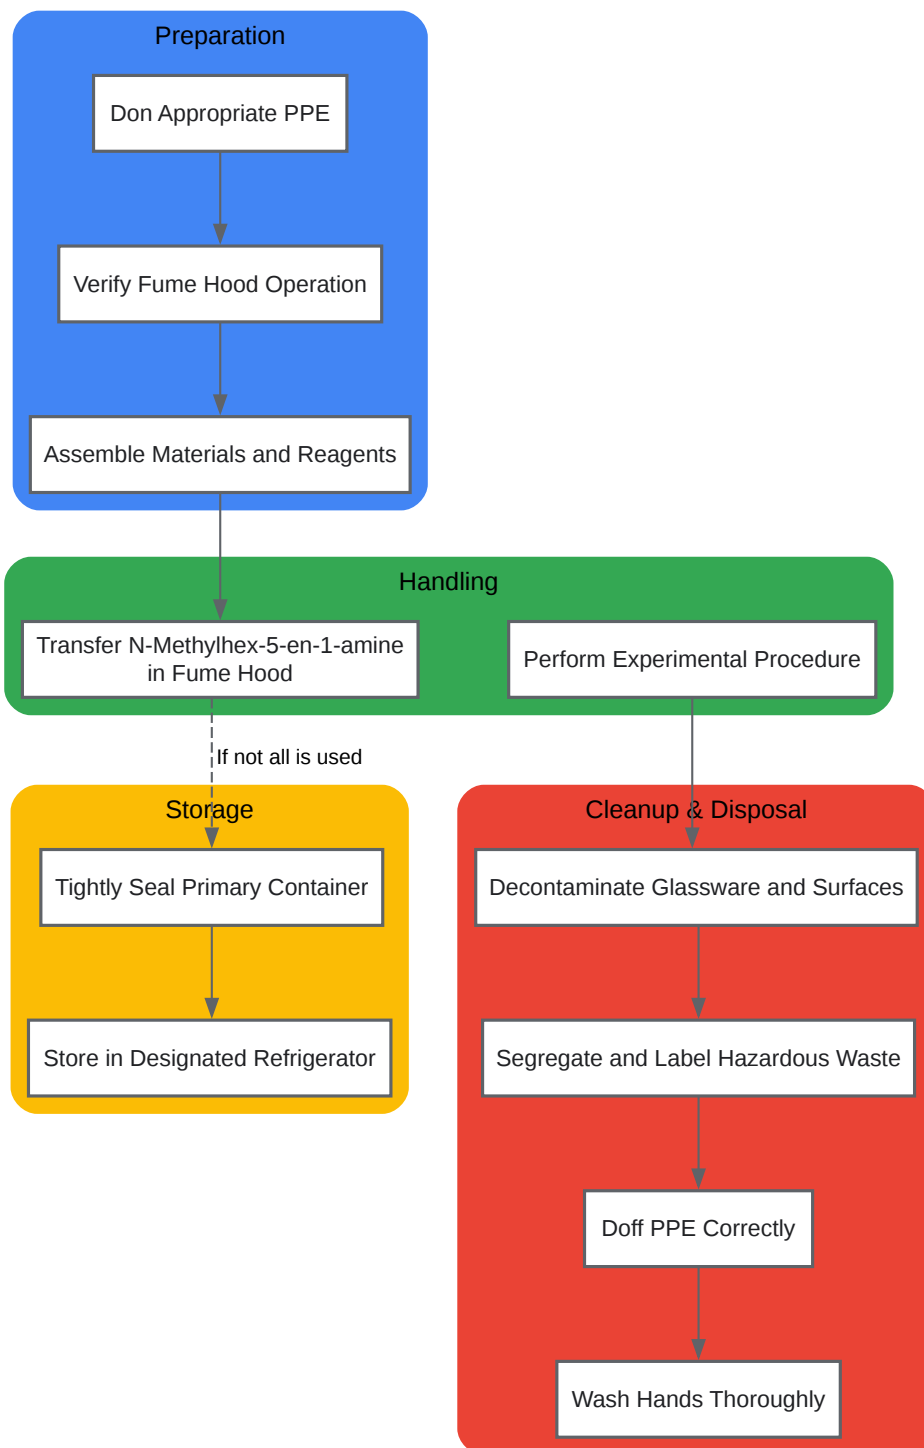 Preparation
Don Appropriate PPE
Verify Fume Hood Operation
Assemble Materials and Reagents
Handling
Transfer N-Methylhex-5-en-1-amine
in Fume Hood
Perform Experimental Procedure
If not all is used
Storage
Tightly Seal Primary Container
Store in Designated Refrigerator
Cleanup & Disposal
Decontaminate Glassware and Surfaces
Segregate and Label Hazardous Waste
Doff PPE Correctly
Wash Hands Thoroughly